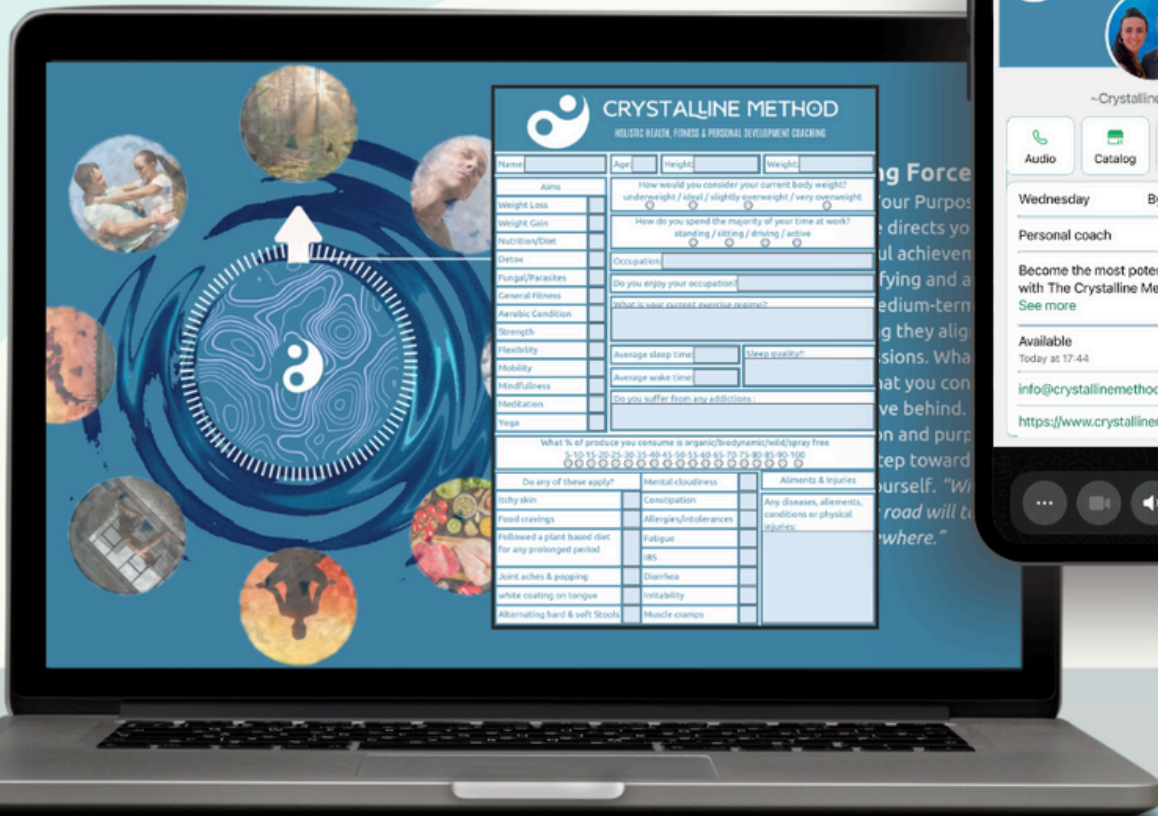 CRYSTALLINE METHOD
HOLISTIC HEALTH, FITNESS & PERSONAL DEVELOPMENT COACHING
Name: Age: Height: Weight:
Aims
Weight Loss
Weight Gain
Nutrition/Diet
Detox
Fungal/Parasites
General Fitness
Aerobic Condition
Strength
Flexibility
Mobility
Mindfullness
Meditation
Yoga
How would you consider your current body weight?
underweight / ideal / slightly overweight / very overweight
How do you spend the majority of your time at work?
standing / sitting / driving / active
Occupation:
Do you enjoy your occupation?
What is your current exercise regime?:
Average sleep time: Sleep quality?:
Average wake time:
Do you suffer from any addictions :
What % of produce you consume is organic/biodynamic/wild/spray free
5-10-15-20-25-30-35-40-45-50-55-60-65-70-75-80-85-90-100
Do any of these apply?
Itchy skin
Food cravings
Followed a plant based diet
for any prolonged period
Joint aches & popping
white coating on tongue
Alternating hard & soft Stools
Mental cloudiness
Constipation
Allergies/intolerances
Fatigue
IBS
Diarrhea
Irritability
Muscle cramps
Aliments & Injuries
Any diseases, aliements,
conditions or physical
injuries:
ng Force
our Purpos
directs yo
ul achievem
fying and a
edium-term
g they alig
sions. Wha
at you con
ve behind.
on and purp
tep toward
ourself. "Wi
road will t
ewhere."
~Crystalline
Audio
Catalog
Wednesday
By
Personal coach
Become the most poten
with The Crystalline Me
See more
Available
Today at 17:44
info@crystallinemethod
https://www.crystalliner